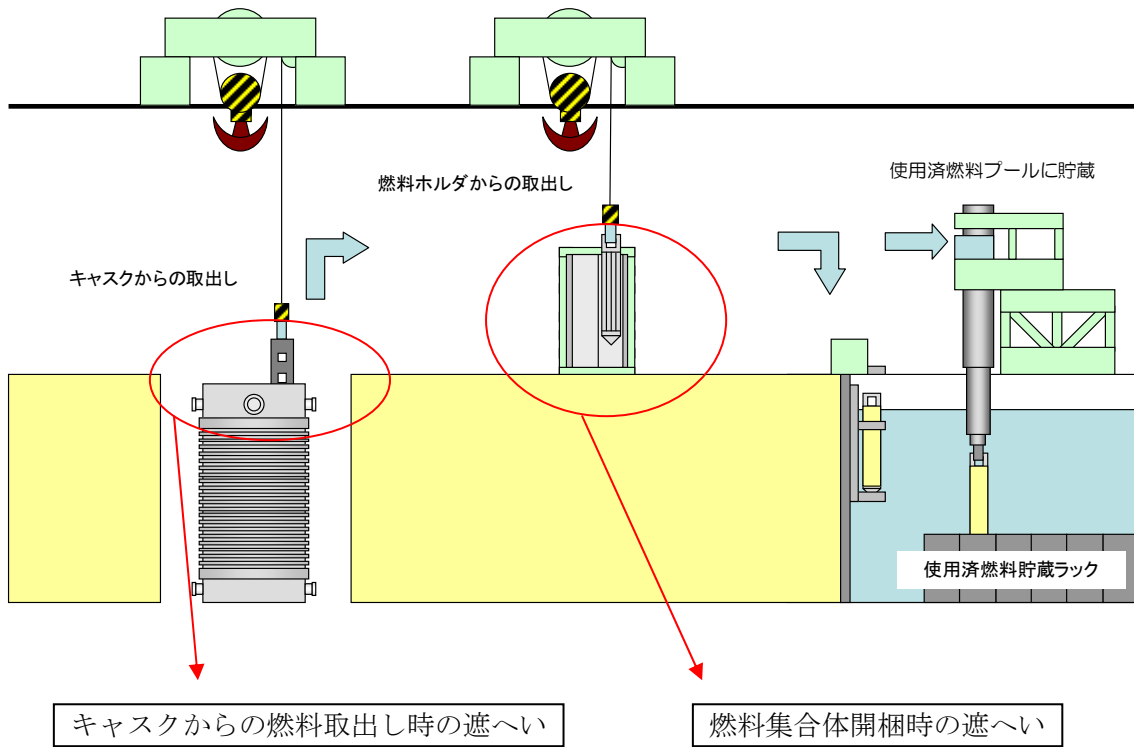 使用済燃料プールに貯蔵
燃料ホルダからの取出し
キャスクからの取出し
使用済燃料貯蔵ラック
キャスクからの燃料取出し時の遮へい
燃料集合体開梱時の遮へい